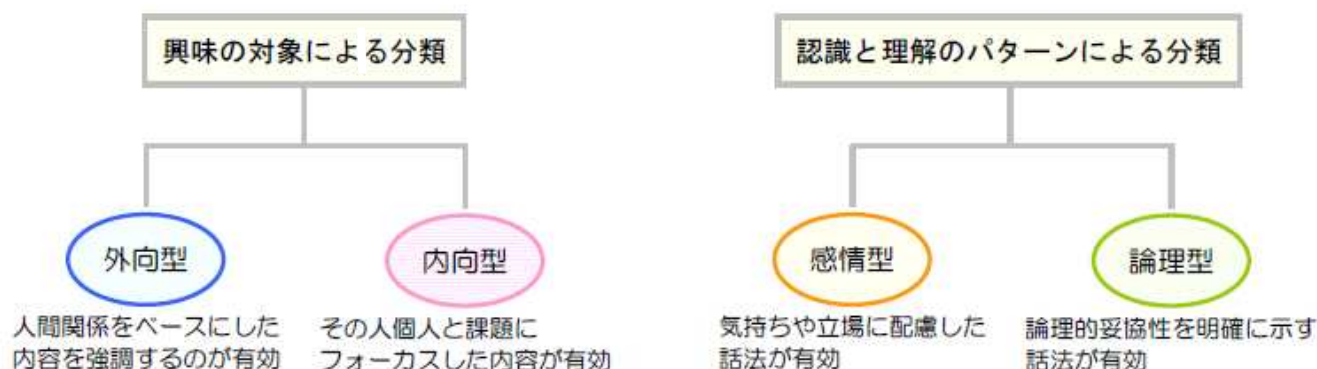 興味の対象による分類
認識と理解のパターンによる分類
外向型
内向型
感情型
論理型
人間関係をベースにした
内容を強調するのが有効
その人個人と課題に
フォーカスした内容が有効
気持ちや立場に配慮した
話法が有効
論理的妥協性を明確に示す
話法が有効